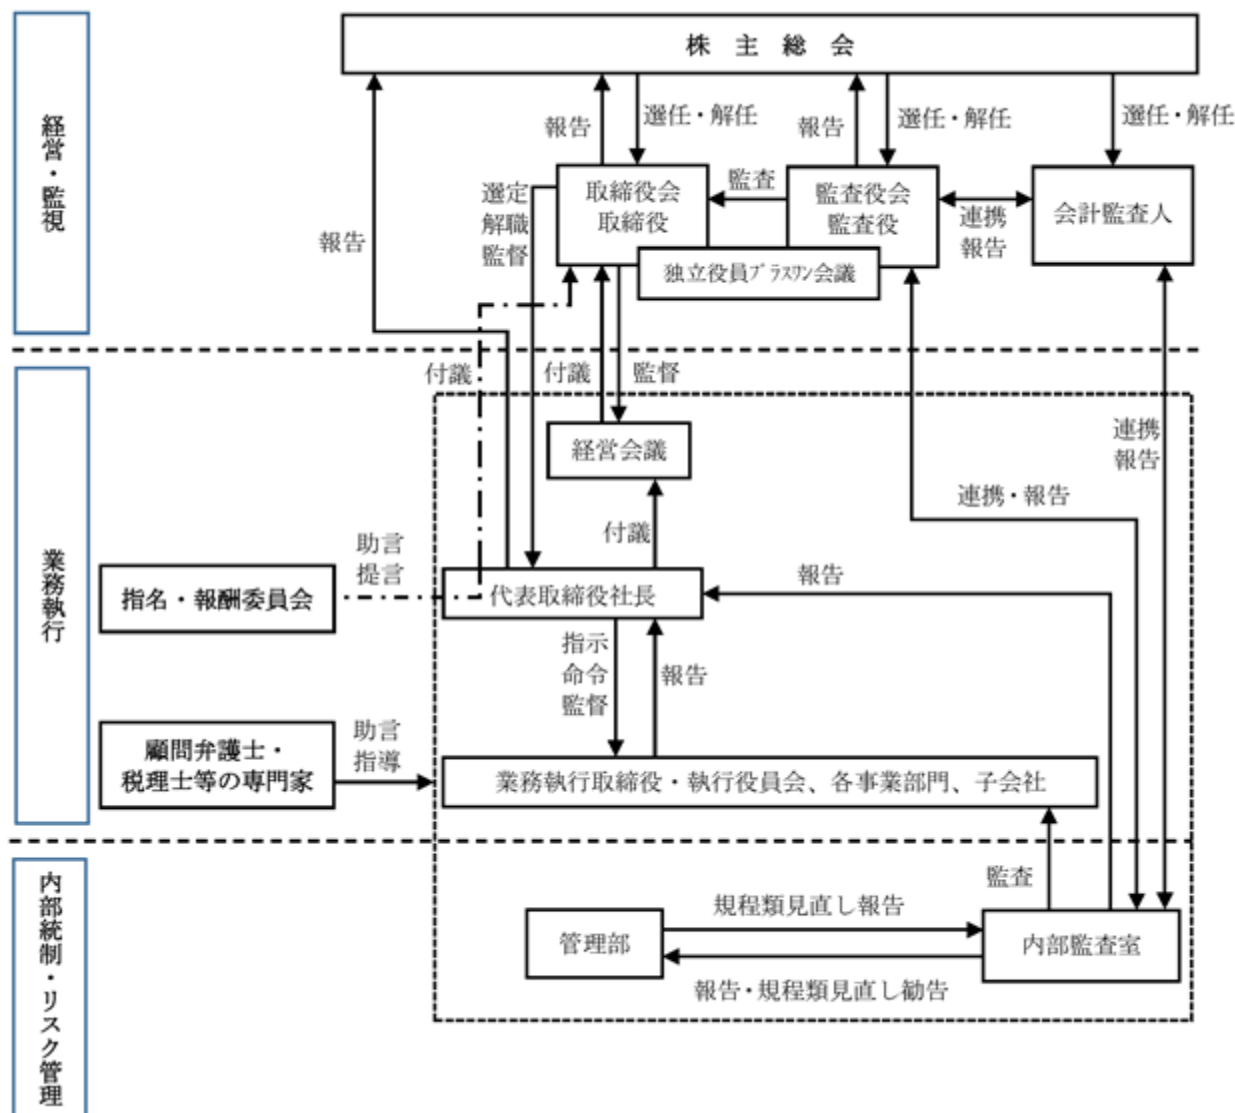 株 主 総 会
経営・監視
報告
選任・解任
報告
選任・解任
選任・解任
選定
解職
監督
取締役会
取締役
監査
監査役会
監査役
連携
報告
会計監査人
報告
独立役員プラスワン会議
付議
付議
監督
経営会議
連携
報告
連携・報告
付議
業務執行
助言
提言
指名・報酬委員会
代表取締役社長
報告
指示
命令
監督
報告
顧問弁護士・
税理士等の専門家
助言
指導
業務執行取締役・執行役員会、各事業部門、子会社
内部統制・リスク管理
監査
規程類見直し報告
管理部
内部監査室
報告・規程類見直し勧告